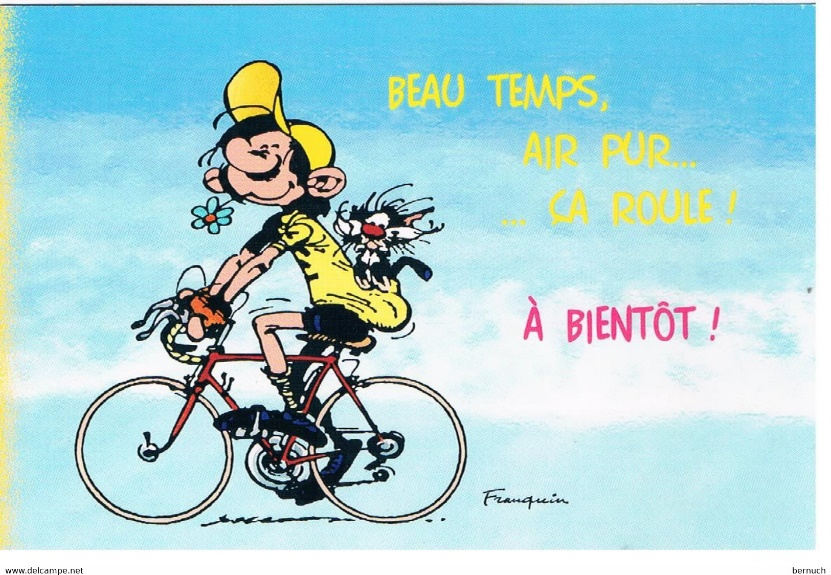 BEAU TEMPS,
AIR PUR...
... ÇA ROULE !
À BIENTÔT !
Franquin
www.delcampe.net
bernuch